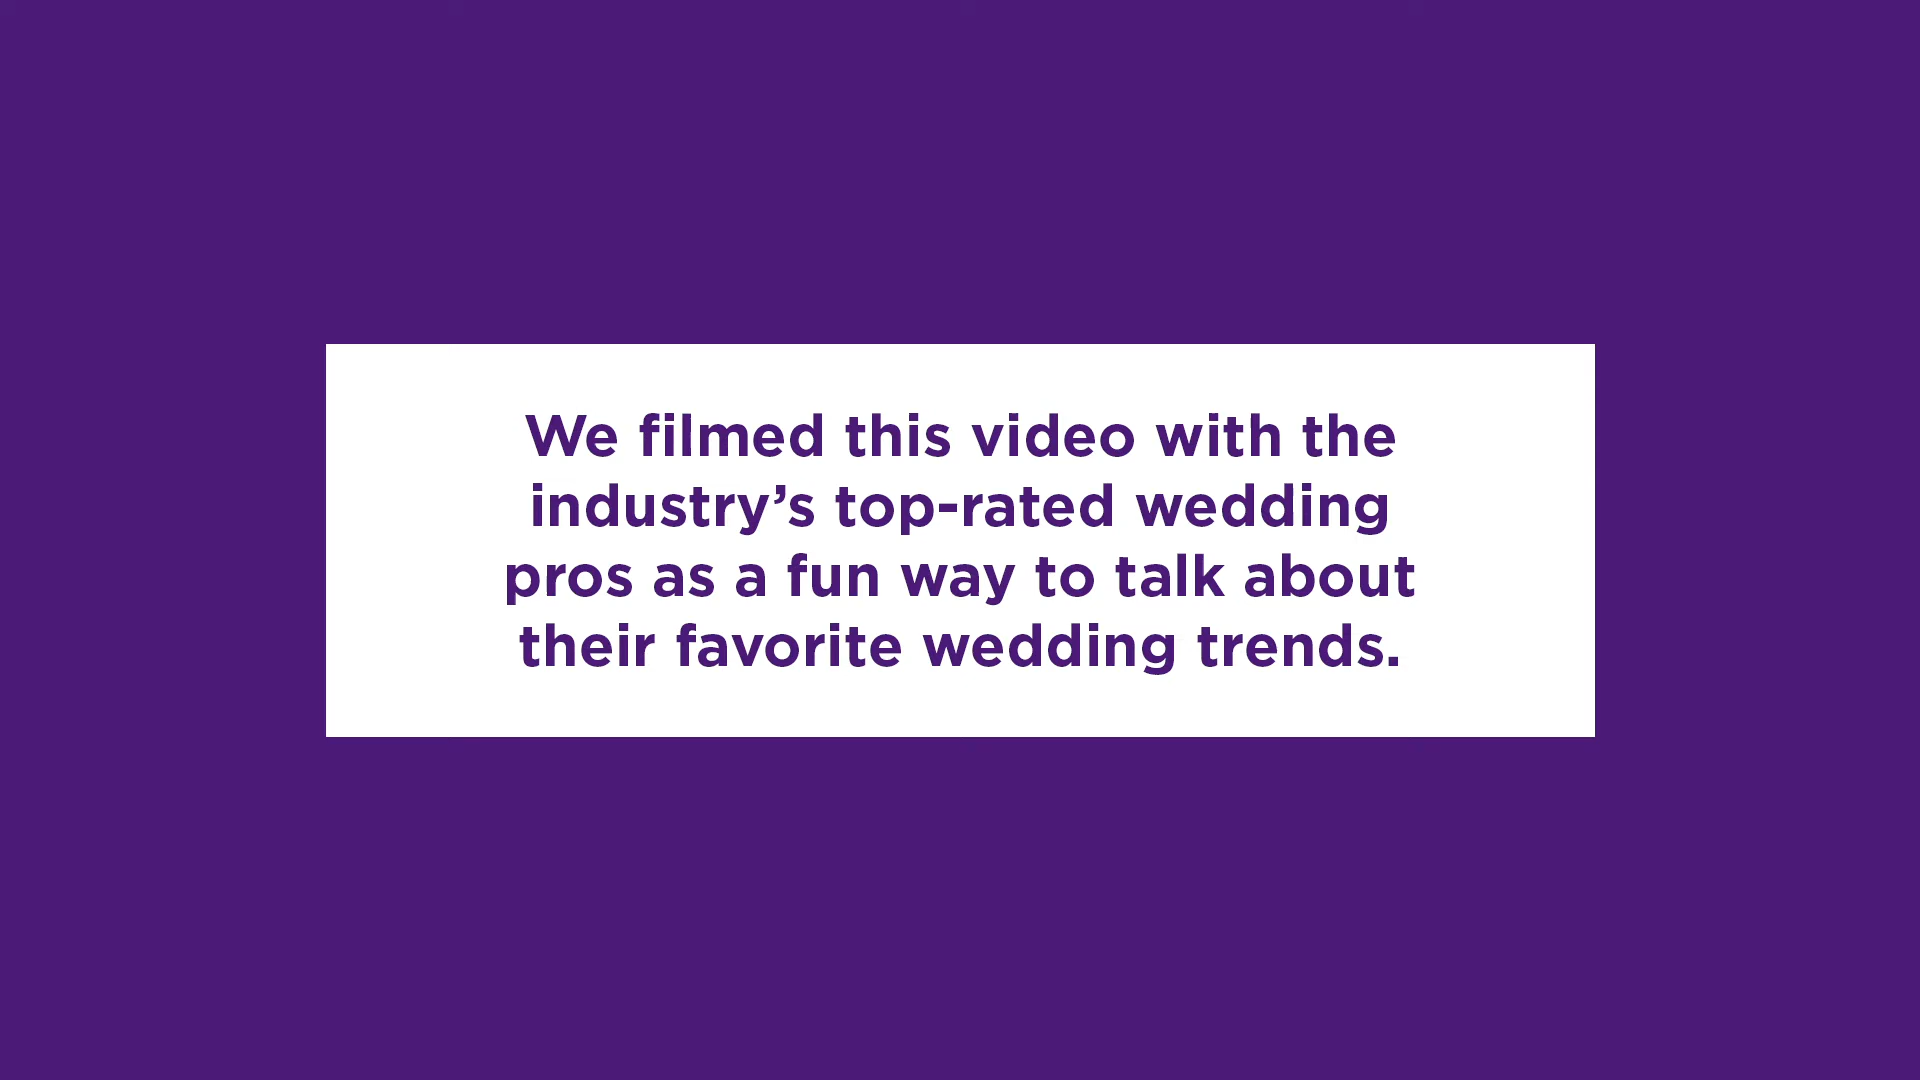 We filmed this video with the
industry’s top-rated wedding
pros as a fun way to talk about
their favorite wedding trends.